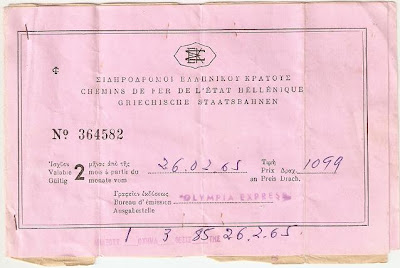 ΣΙΔΗΡΟΔΡΟΜΟΙ ΕΛΛΗΝΙΚΟΥ ΚΡΑΤΟΥΣ
CHEMINS DE FER DE L'ÉTAT HELLÉNIQUE
GRIECHISCHE STAATSBAHNEN
Nº 364582
Ἰσχύει 2 μῆνας ἀπὸ τῆς 26.02.65 Τιμὴ 1099
Valable mois à partir du Prix Δραχ.
Gültig monate vom an Preis Drach.
Γραφεῖον ἐκδόσεως
Bureau d'émission OLYMPIA EXPRESS
Ausgabestelle
1 3 85 26.2.65.